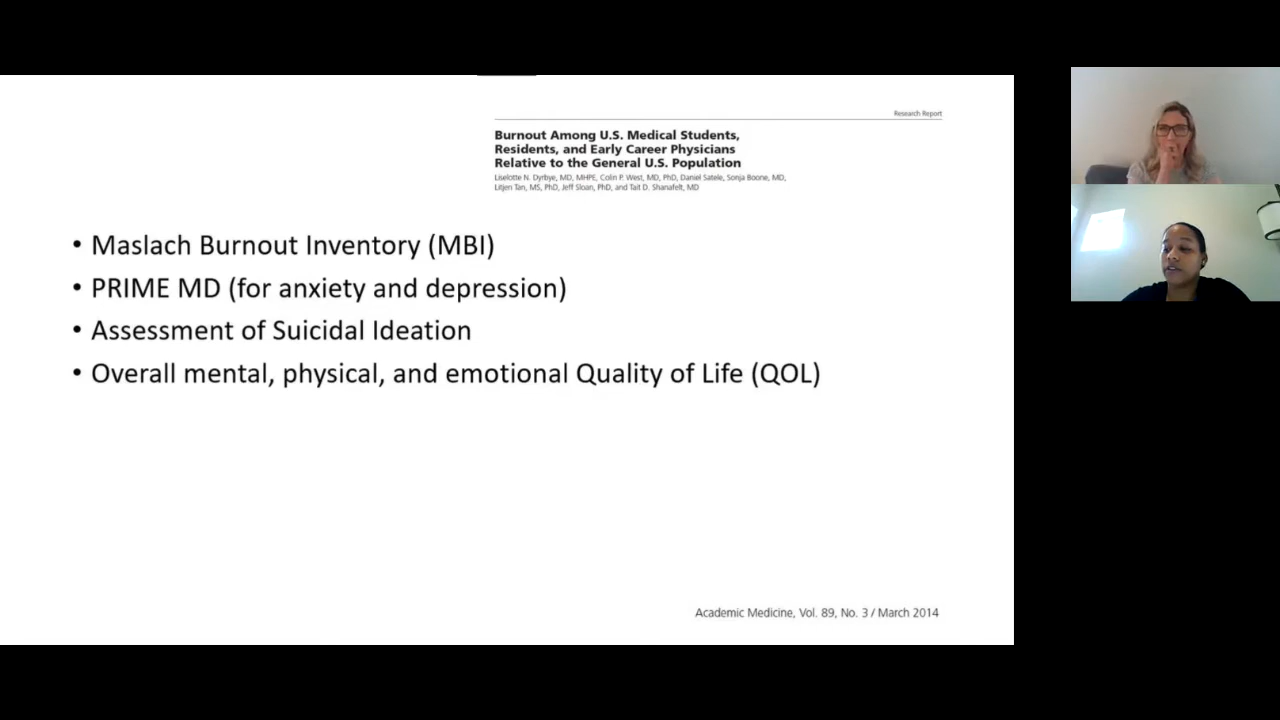 Research Report
Burnout Among U.S. Medical Students,
Residents, and Early Career Physicians
Relative to the General U.S. Population
Liselotte N. Dyrbye, MD, MHPE, Colin P. West, MD, PhD, Daniel Satele, Sonja Boone, MD,
Litjen Tan, MS, PhD, Jeff Sloan, PhD, and Tait D. Shanafelt, MD
• Maslach Burnout Inventory (MBI)
• PRIME MD (for anxiety and depression)
• Assessment of Suicidal Ideation
• Overall mental, physical, and emotional Quality of Life (QOL)
Academic Medicine, Vol. 89, No. 3 / March 2014